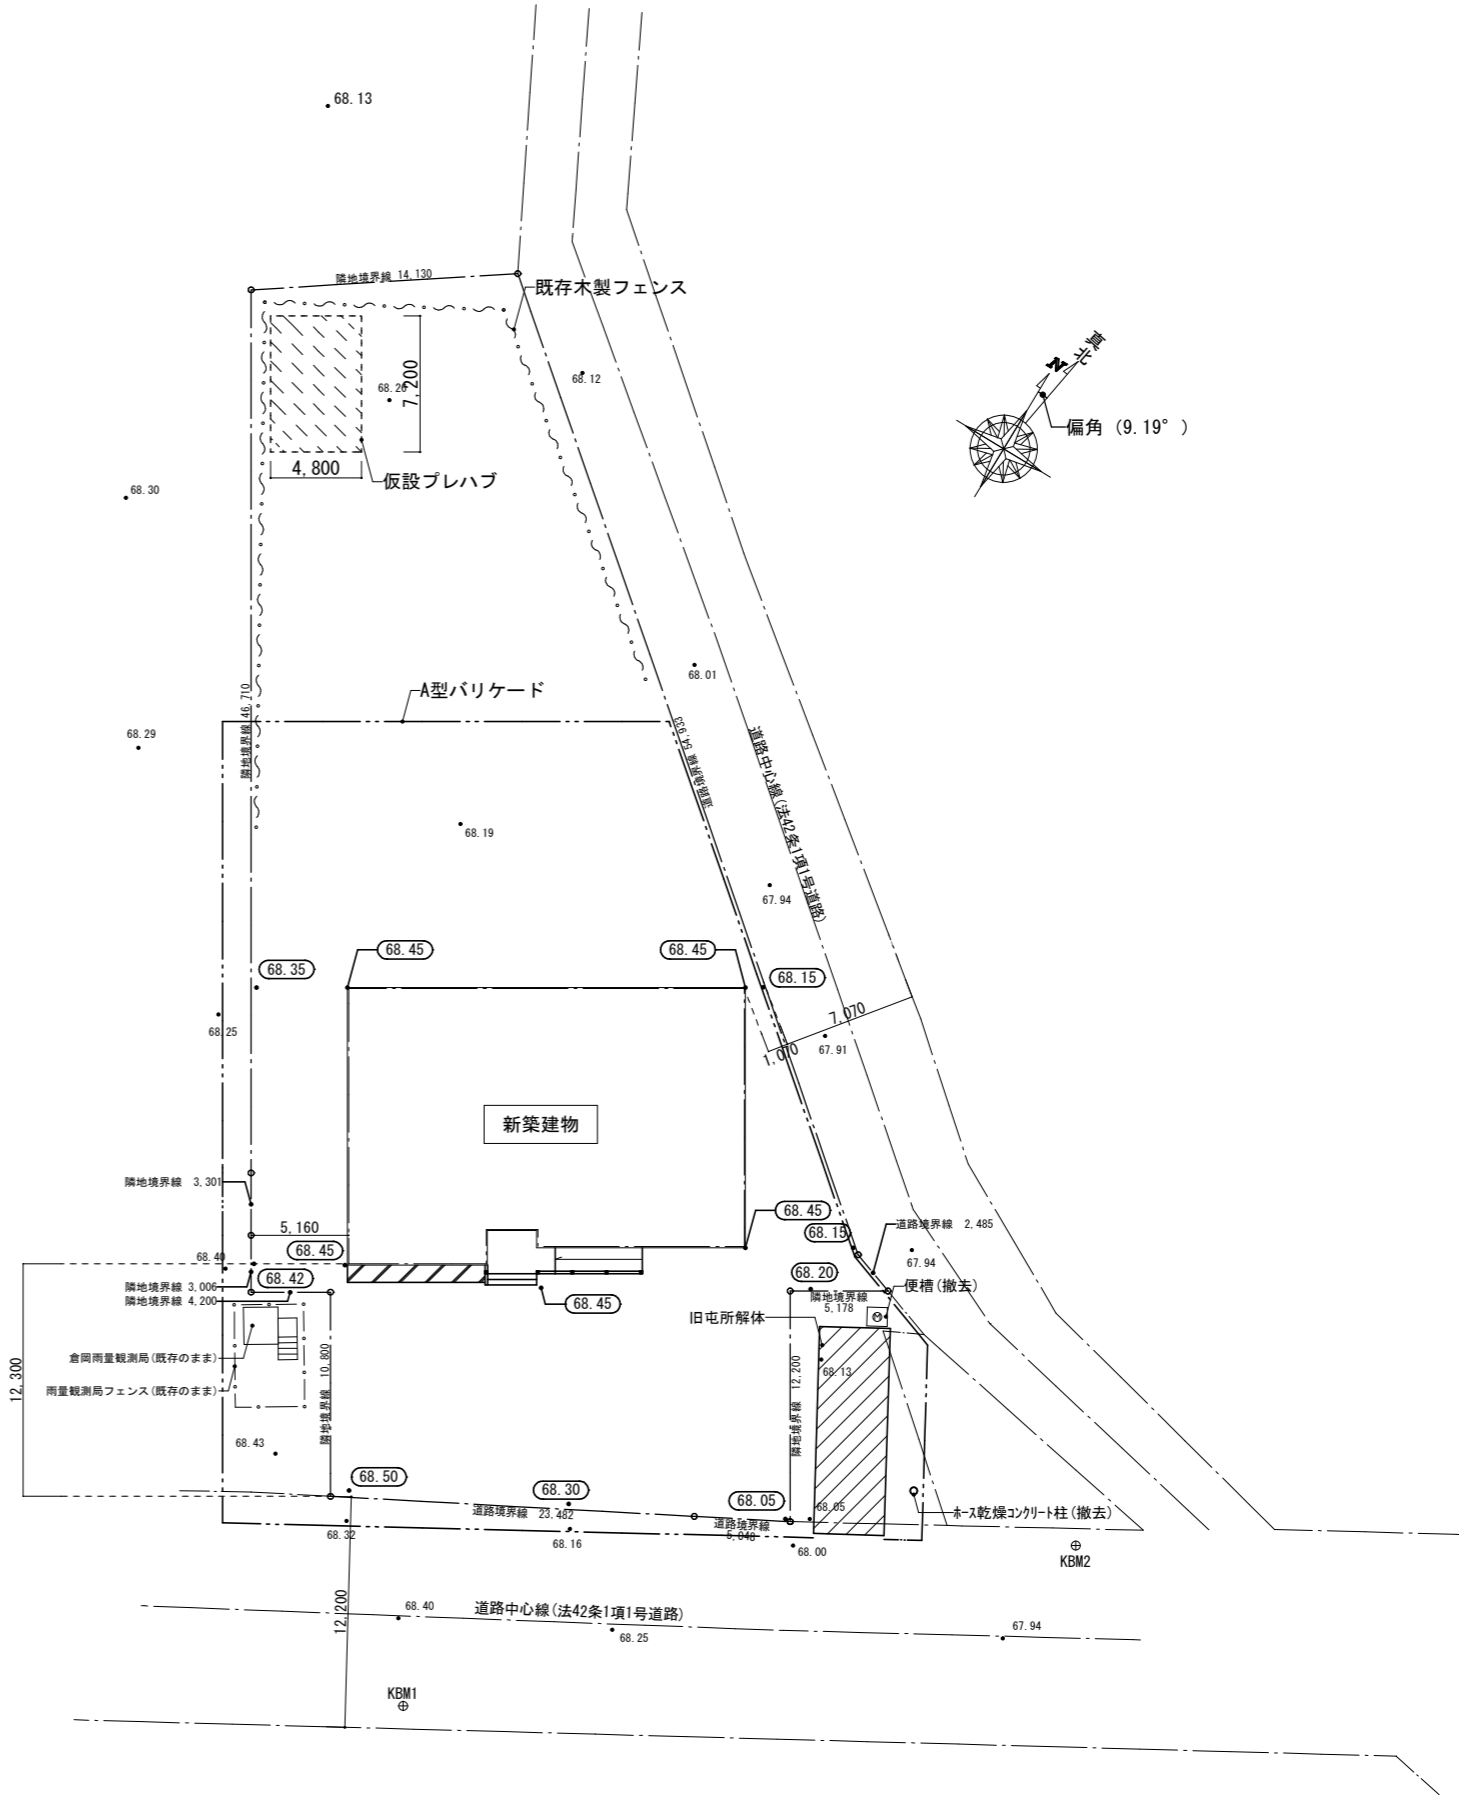 68.13
隣地境界線 14,130
既存木製フェンス
真北
N
偏角 (9.19°)
7,200
68.26
68.12
4,800
仮設プレハブ
68.30
68.01
A型バリケード
隣地境界線 46,710
68.29
道路境界線 54,933
道路中心線(法42条1項1号道路)
68.19
67.94
68.45
68.45
68.35
68.15
68.25
7,070
1,070
67.91
新築建物
隣地境界線 3,301
5,160
68.45
68.15
道路境界線 2,485
68.40
68.45
67.94
隣地境界線 3,006
68.42
68.20
便槽(撤去)
隣地境界線 4,200
68.45
隣地境界線
5,178
旧屯所解体
M
倉岡雨量観測局(既存のまま)
68.13
12,300
雨量観測局フェンス(既存のまま)
隣地境界線 10,800
隣地境界線 12,200
68.43
68.50
68.30
68.05
68.05
道路境界線 23,482
道路境界線
5,048
ホース乾燥コンクリート柱(撤去)
68.32
68.16
68.00
KBM2
12,200
68.40
道路中心線(法42条1項1号道路)
68.25
67.94
KBM1